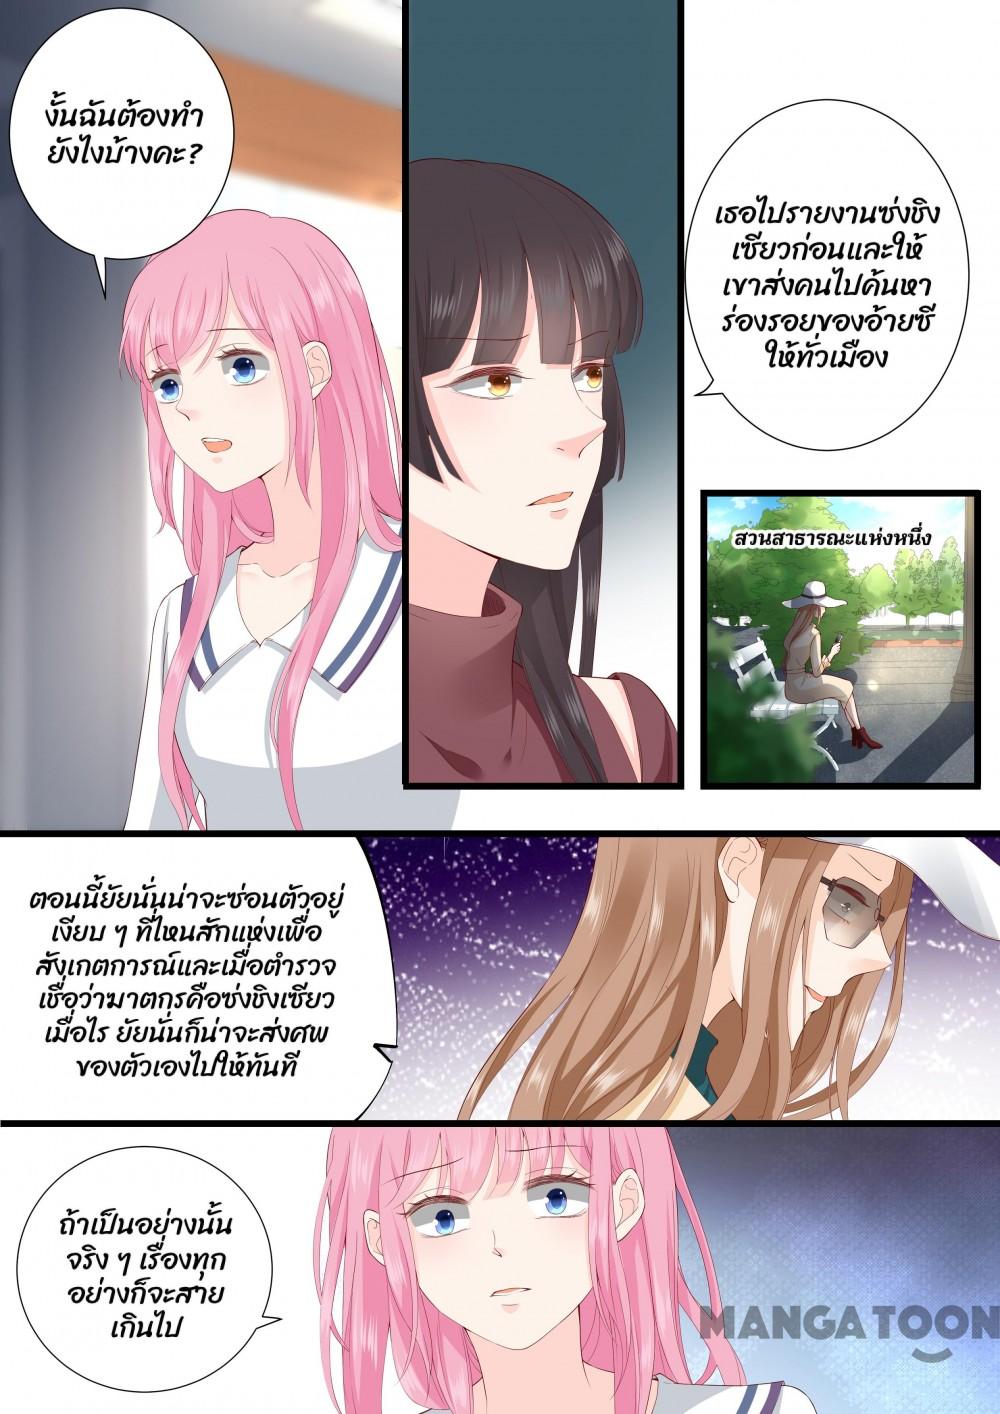 งั้นฉันต้องทำ
ยังไงบ้างคะ?
เธอไปรายงานซ่งชิง
เซียวก่อนและให้
เขาส่งคนไปค้นหา
ร่องรอยของอ้ายซี
ให้ทั่วเมือง
สวนสาธารณะแห่งหนึ่ง
ตอนนี้ยัยนั่นน่าจะซ่อนตัวอยู่
เงียบ ๆ ที่ไหนสักแห่งเพื่อ
สังเกตการณ์และเมื่อตำรวจ
เชื่อว่าฆาตกรคือซ่งชิงเซียว
เมื่อไร ยัยนั่นก็น่าจะส่งศพ
ของตัวเองไปให้ทันที
ถ้าเป็นอย่างนั้น
จริง ๆ เรื่องทุก
อย่างก็จะสาย
เกินไป
MANGATOON